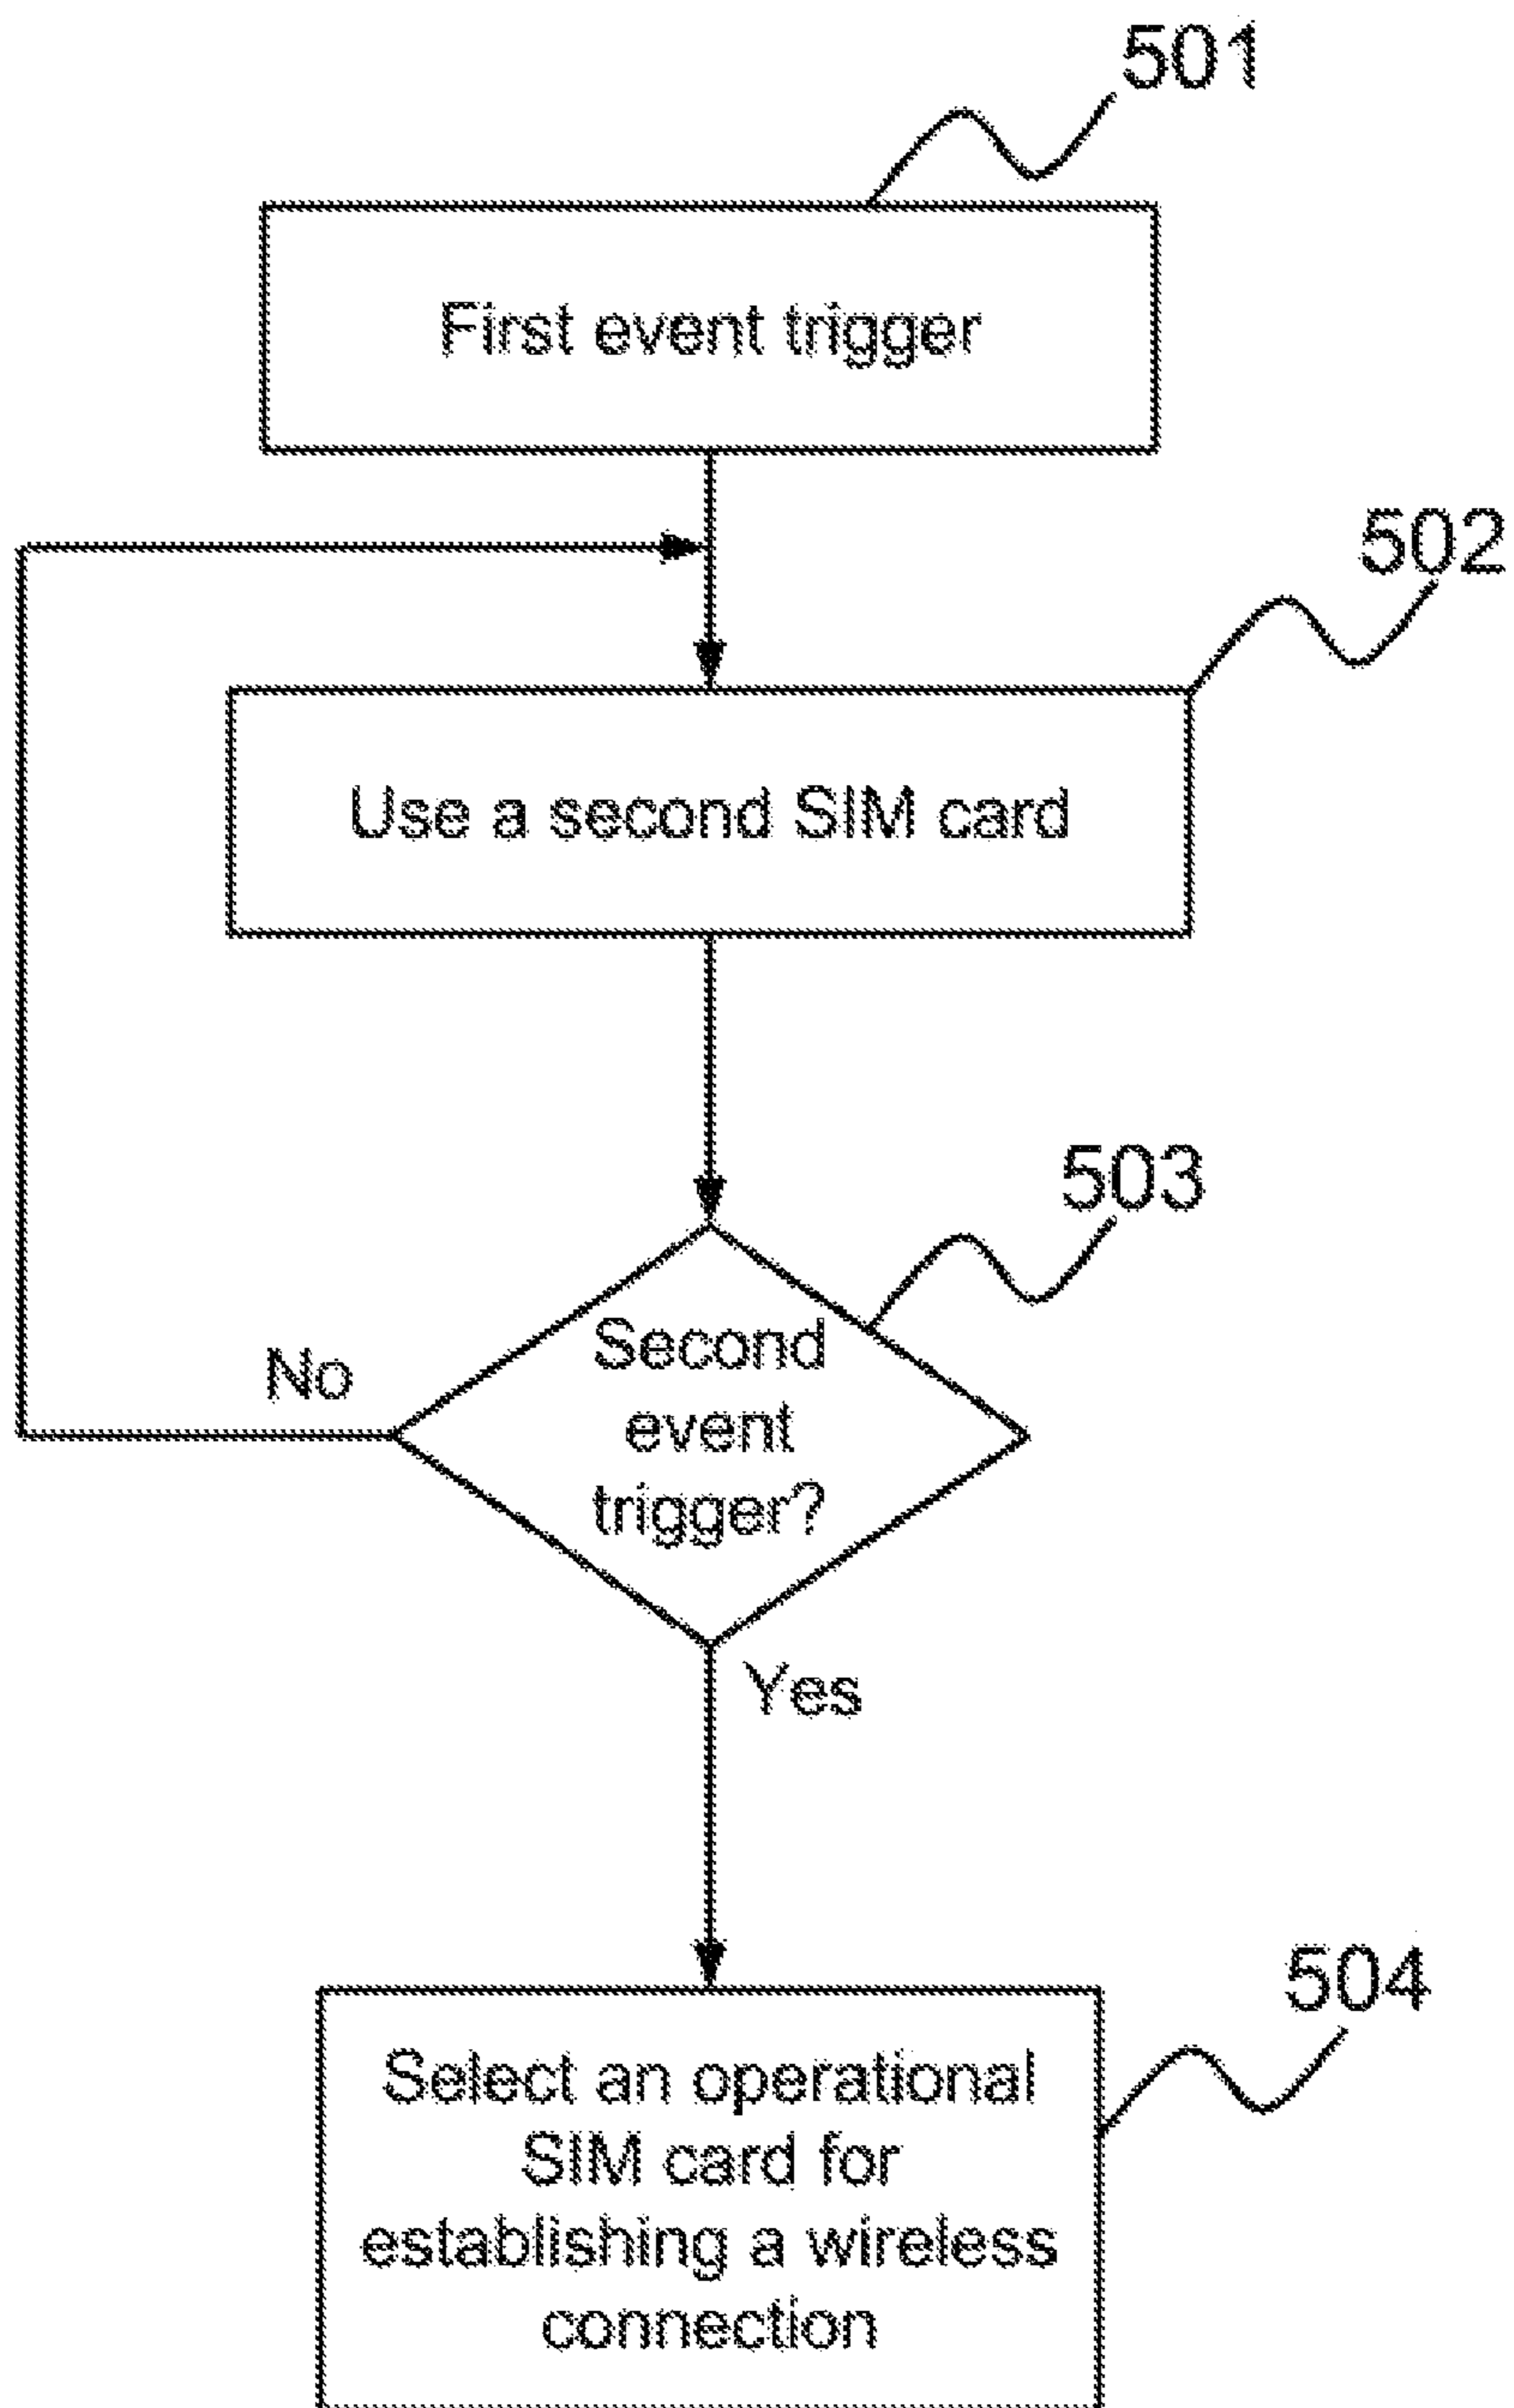 501
First event trigger
502
Use a second SIM card
503
Second
event
trigger?
No
Yes
504
Select an operational
SIM card for
establishing a wireless
connection